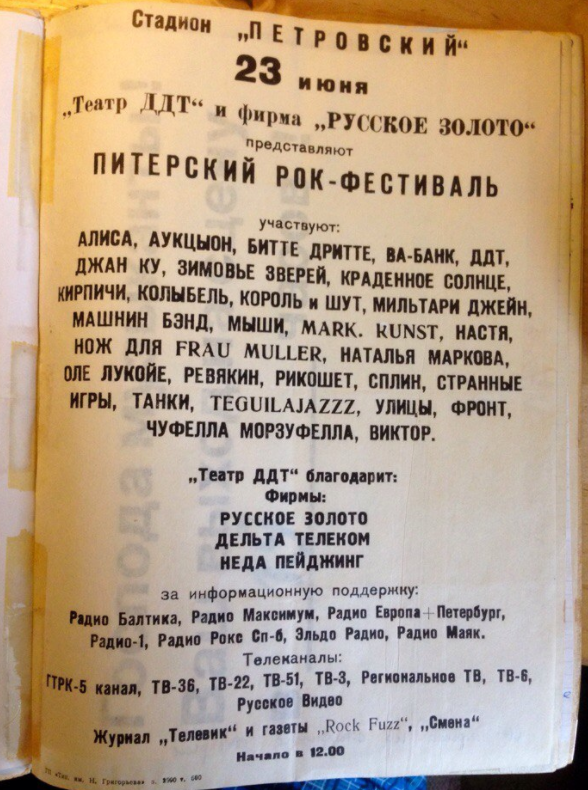 Стадион „ПЕТРОВСКИЙ“
23 июня
„Театр ДДТ“ и фирма „РУССКОЕ ЗОЛОТО“
представляют
ПИТЕРСКИЙ РОК-ФЕСТИВАЛЬ
участвуют:
АЛИСА, АУКЦЫОН, БИТТЕ ДРИТТЕ, ВА-БАНК, ДДТ,
ДЖАН КУ, ЗИМОВЬЕ ЗВЕРЕЙ, КРАДЕННОЕ СОЛНЦЕ,
КИРПИЧИ, КОЛЫБЕЛЬ, КОРОЛЬ и ШУТ, МИЛЬТАРИ ДЖЕЙН,
МАШНИН БЭНД, МЫШИ, MARK. RUNST, НАСТЯ,
НОЖ ДЛЯ FRAU MULLER, НАТАЛЬЯ МАРКОВА,
ОЛЕ ЛУКОЙЕ, РЕВЯКИН, РИКОШЕТ, СПЛИН, СТРАННЫЕ
ИГРЫ, ТАНКИ, TEGUILAJAZZZ, УЛИЦЫ, ФРОНТ,
ЧУФЕЛЛА МОРЗУФЕЛЛА, ВИКТОР.
„Театр ДДТ“ благодарит:
Фирмы:
РУССКОЕ ЗОЛОТО
ДЕЛЬТА ТЕЛЕКОМ
НЕДА ПЕЙДЖИНГ
за информационную поддержку:
Радио Балтика, Радио Максимум, Радио Европа+Петербург,
Радио-1, Радио Рокс Сп-б, Эльдо Радио, Радио Маяк.
Телеканалы:
ГТРК-5 канал, ТВ-36, ТВ-22, ТВ-51, ТВ-3, Региональное ТВ, ТВ-6,
Русское Видео
Журнал „Телевик“ и газеты „Rock Fuzz“, „Смена“
Начало в 12.00
им. И. Григорьева